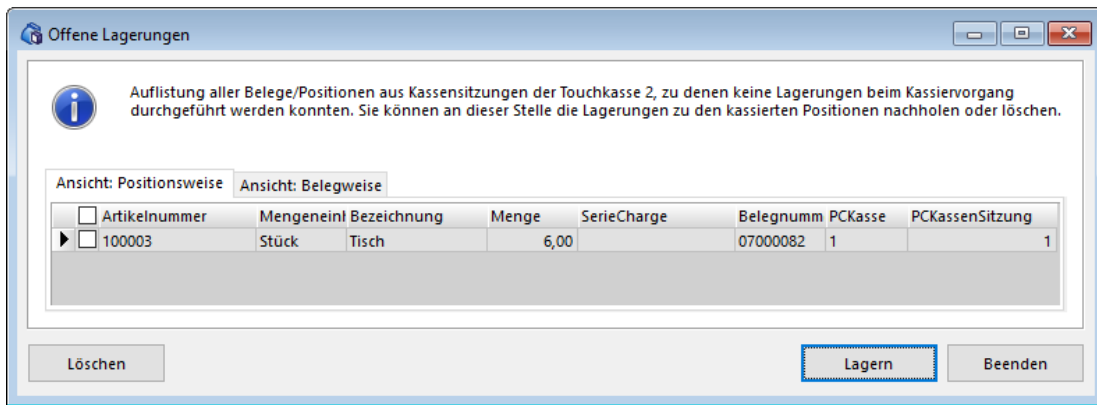 Offene Lagerungen
Auflistung aller Belege/Positionen aus Kassensitzungen der Touchkasse 2, zu denen keine Lagerungen beim Kassiervorgang
durchgeführt werden konnten. Sie können an dieser Stelle die Lagerungen zu den kassierten Positionen nachholen oder löschen.
Ansicht: Positionsweise Ansicht: Belegweise
Artikelnummer Mengeneinh Bezeichnung Menge SerieCharge Belegnumm PCKasse PCKassenSitzung
100003 Stück Tisch 6,00 07000082 1 1
Löschen Lagern Beenden